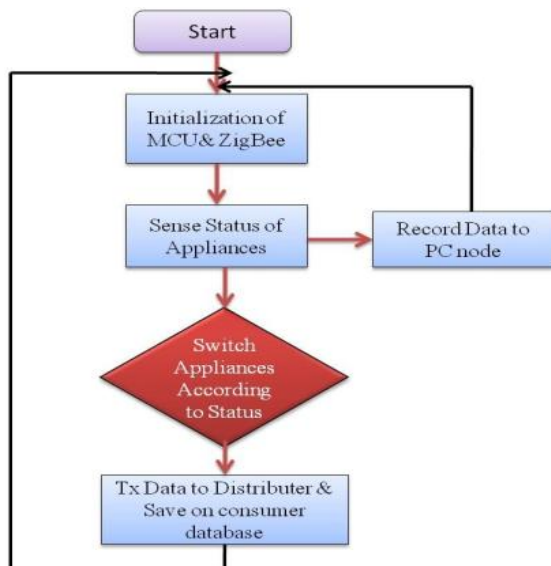 Start
Initialization of
MCU& ZigBee
Sense Status of
Appliances
Record Data to
PC node
Switch
Appliances
According
to Status
Tx Data to Distributer &
Save on consumer
database